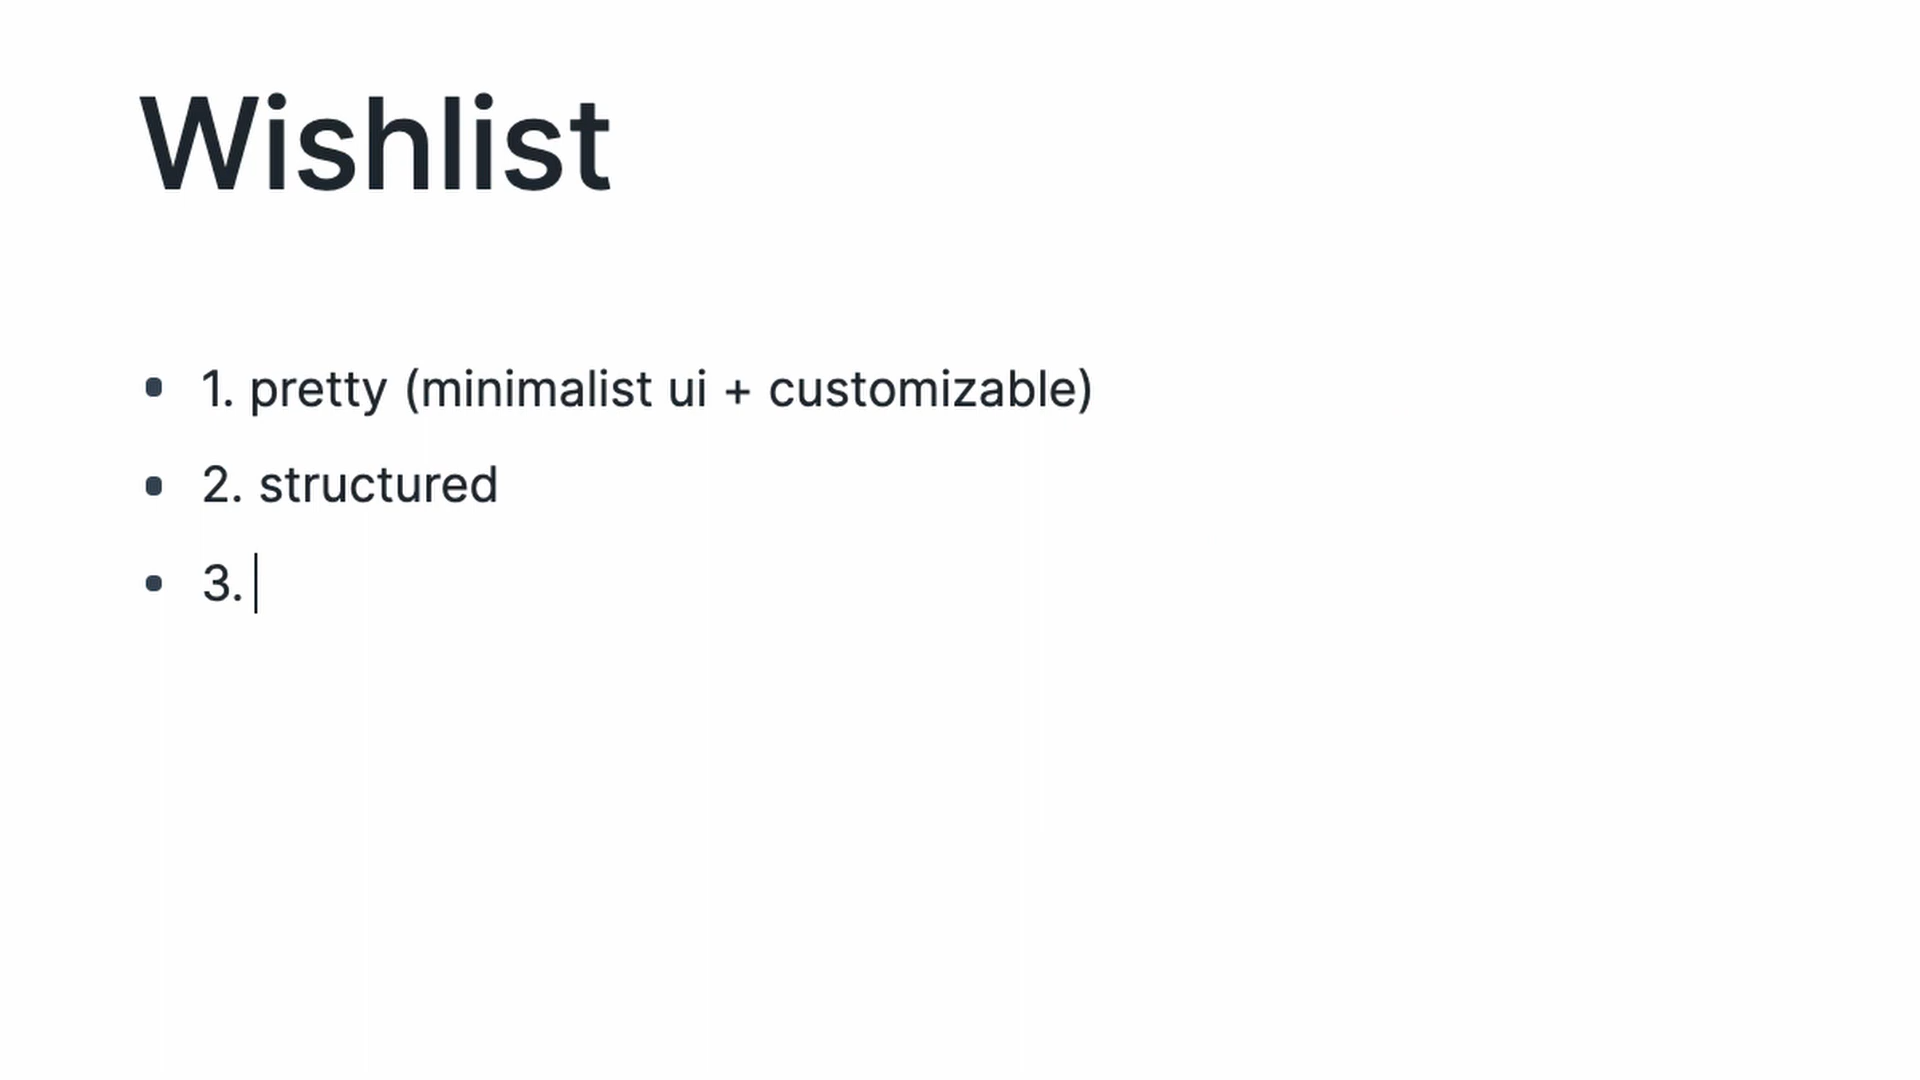 Wishlist
• 1. pretty (minimalist ui + customizable)
• 2. structured
• 3.